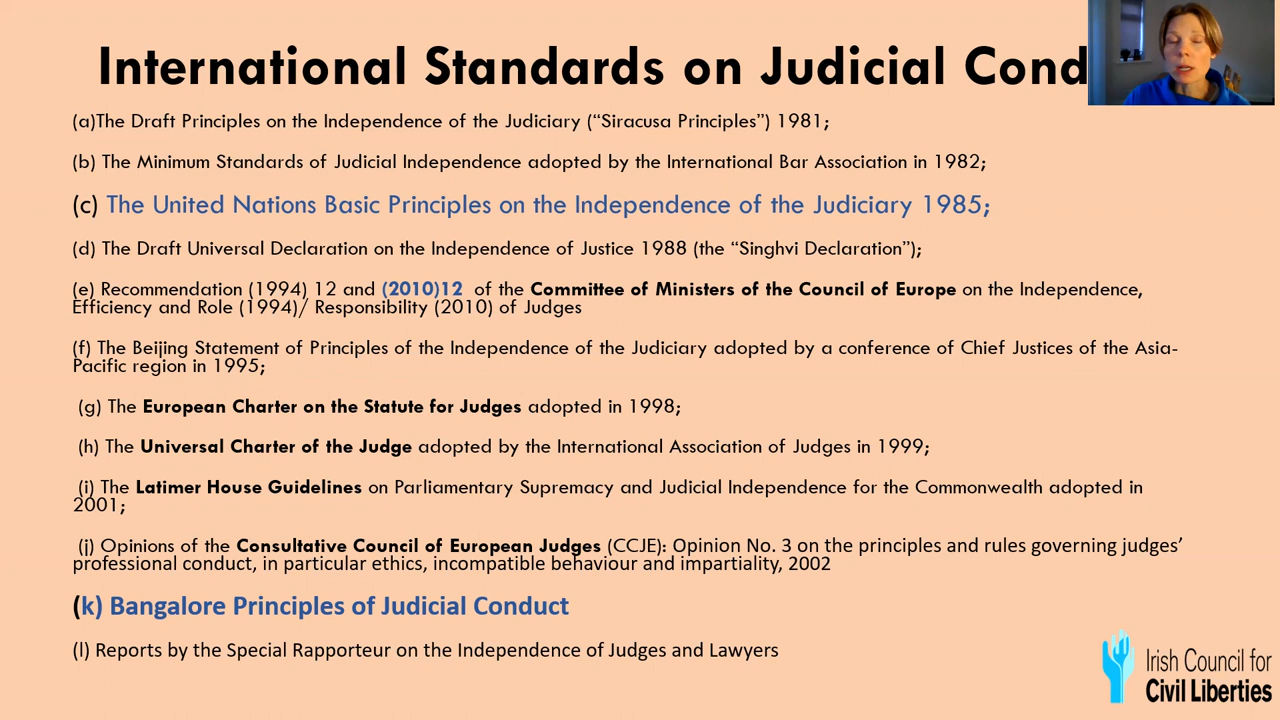 International Standards on Judicial Cond
(a)The Draft Principles on the Independence of the Judiciary (“Siracusa Principles”) 1981;
(b) The Minimum Standards of Judicial Independence adopted by the International Bar Association in 1982;
(c) The United Nations Basic Principles on the Independence of the Judiciary 1985;
(d) The Draft Universal Declaration on the Independence of Justice 1988 (the “Singhvi Declaration”);
(e) Recommendation (1994) 12 and (2010)12 of the Committee of Ministers of the Council of Europe on the Independence,
Efficiency and Role (1994)/ Responsibility (2010) of Judges
(f) The Beijing Statement of Principles of the Independence of the Judiciary adopted by a conference of Chief Justices of the Asia-
Pacific region in 1995;
(g) The European Charter on the Statute for Judges adopted in 1998;
(h) The Universal Charter of the Judge adopted by the International Association of Judges in 1999;
(i) The Latimer House Guidelines on Parliamentary Supremacy and Judicial Independence for the Commonwealth adopted in
2001;
(j) Opinions of the Consultative Council of European Judges (CCJE): Opinion No. 3 on the principles and rules governing judges’
professional conduct, in particular ethics, incompatible behaviour and impartiality, 2002
(k) Bangalore Principles of Judicial Conduct
(l) Reports by the Special Rapporteur on the Independence of Judges and Lawyers
Irish Council for
Civil Liberties